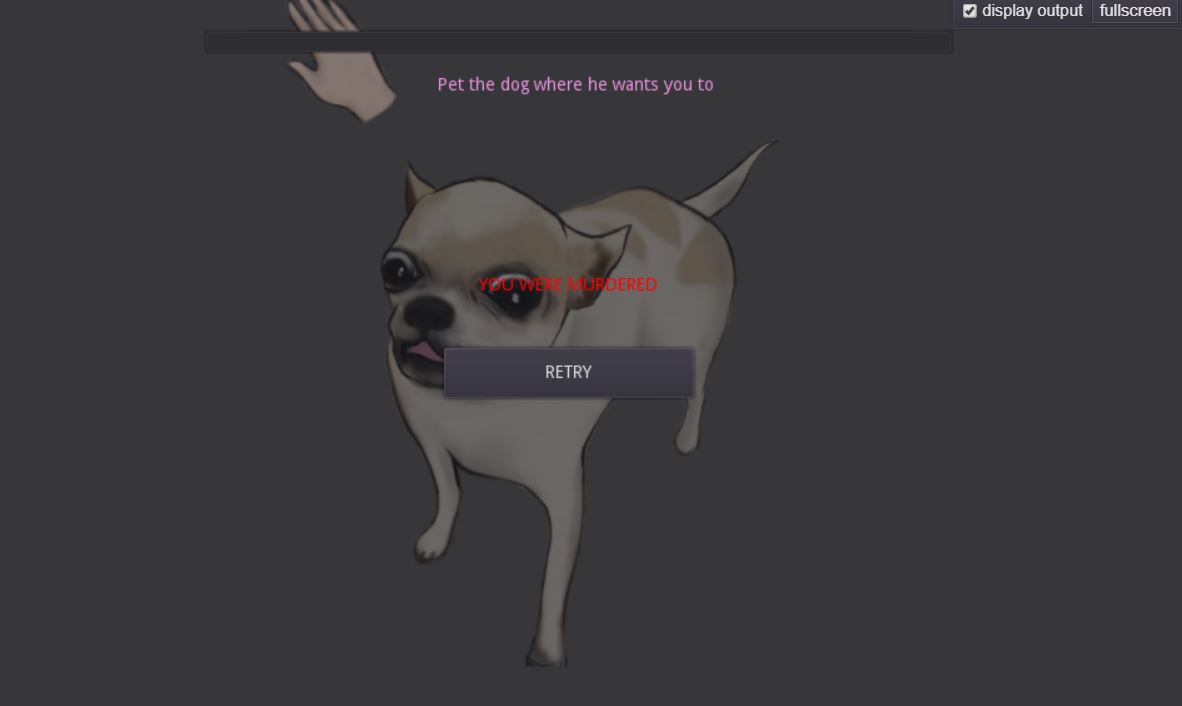 display output fullscreen
Pet the dog where he wants you to
YOU WERE MURDERED
RETRY